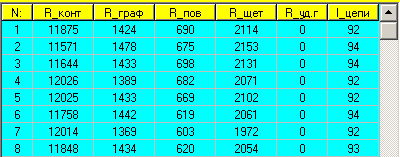 N: R_конт R_граф R_пов R_щет R_уд.г I_цепи
1 11875 1424 690 2114 0 92
2 11571 1478 675 2153 0 94
3 11644 1433 698 2131 0 94
4 12026 1389 682 2071 0 92
5 12025 1433 669 2102 0 92
6 11758 1442 619 2061 0 94
7 12014 1369 603 1972 0 92
8 11848 1434 620 2054 0 93